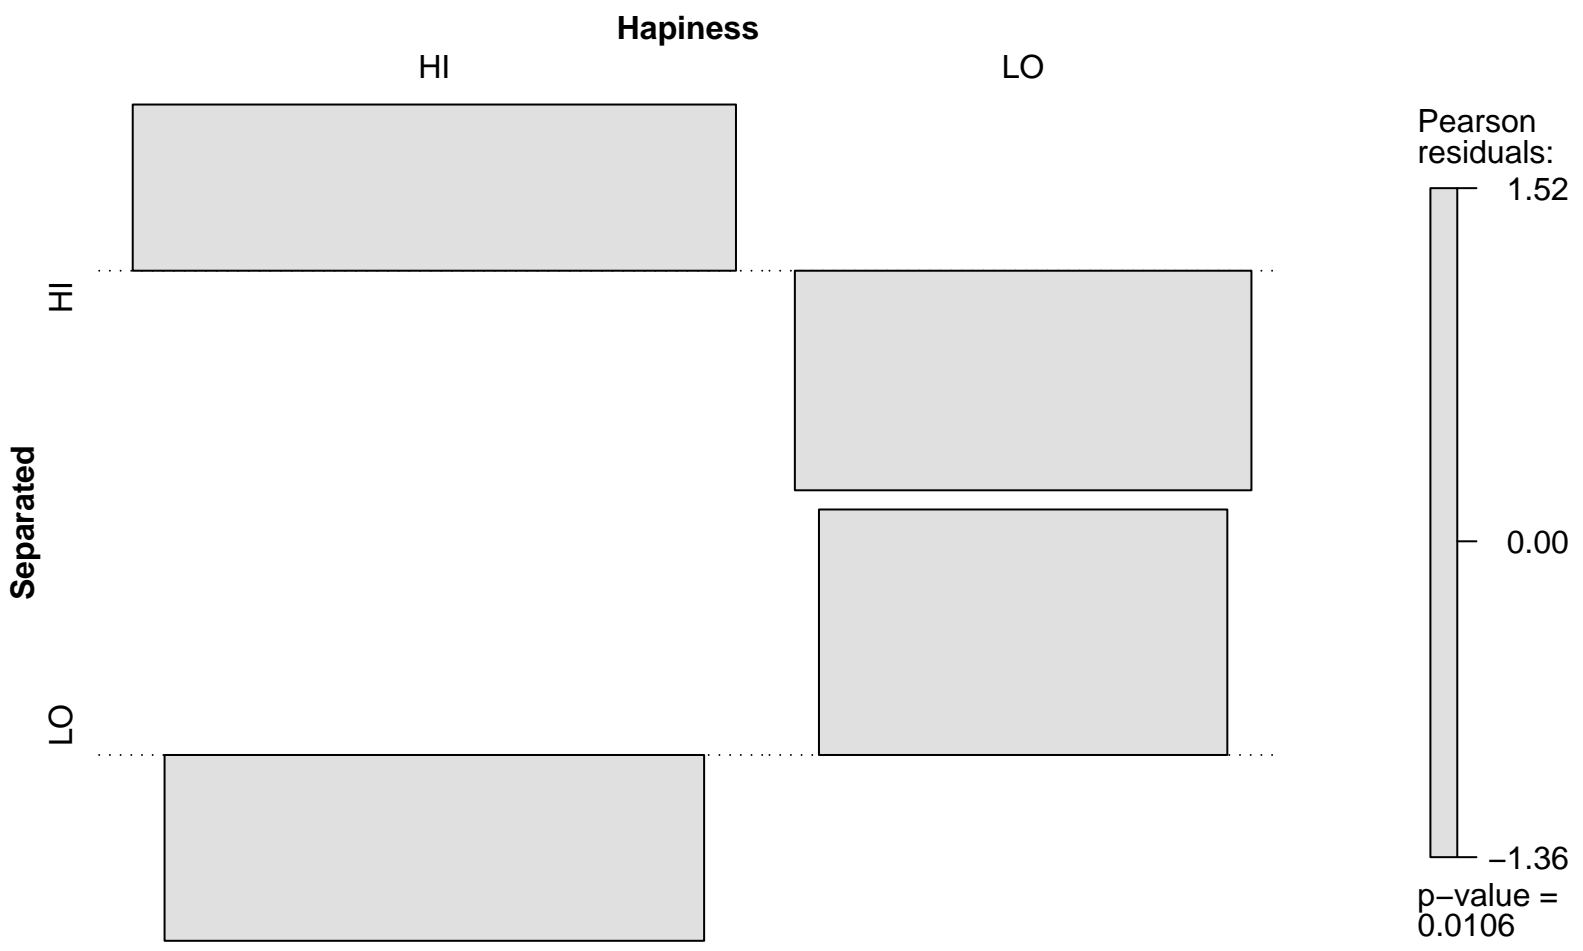 Hapiness
HI LO
Separated
HI
LO
Pearson
residuals:
1.52
0.00
−1.36
p−value =
0.0106